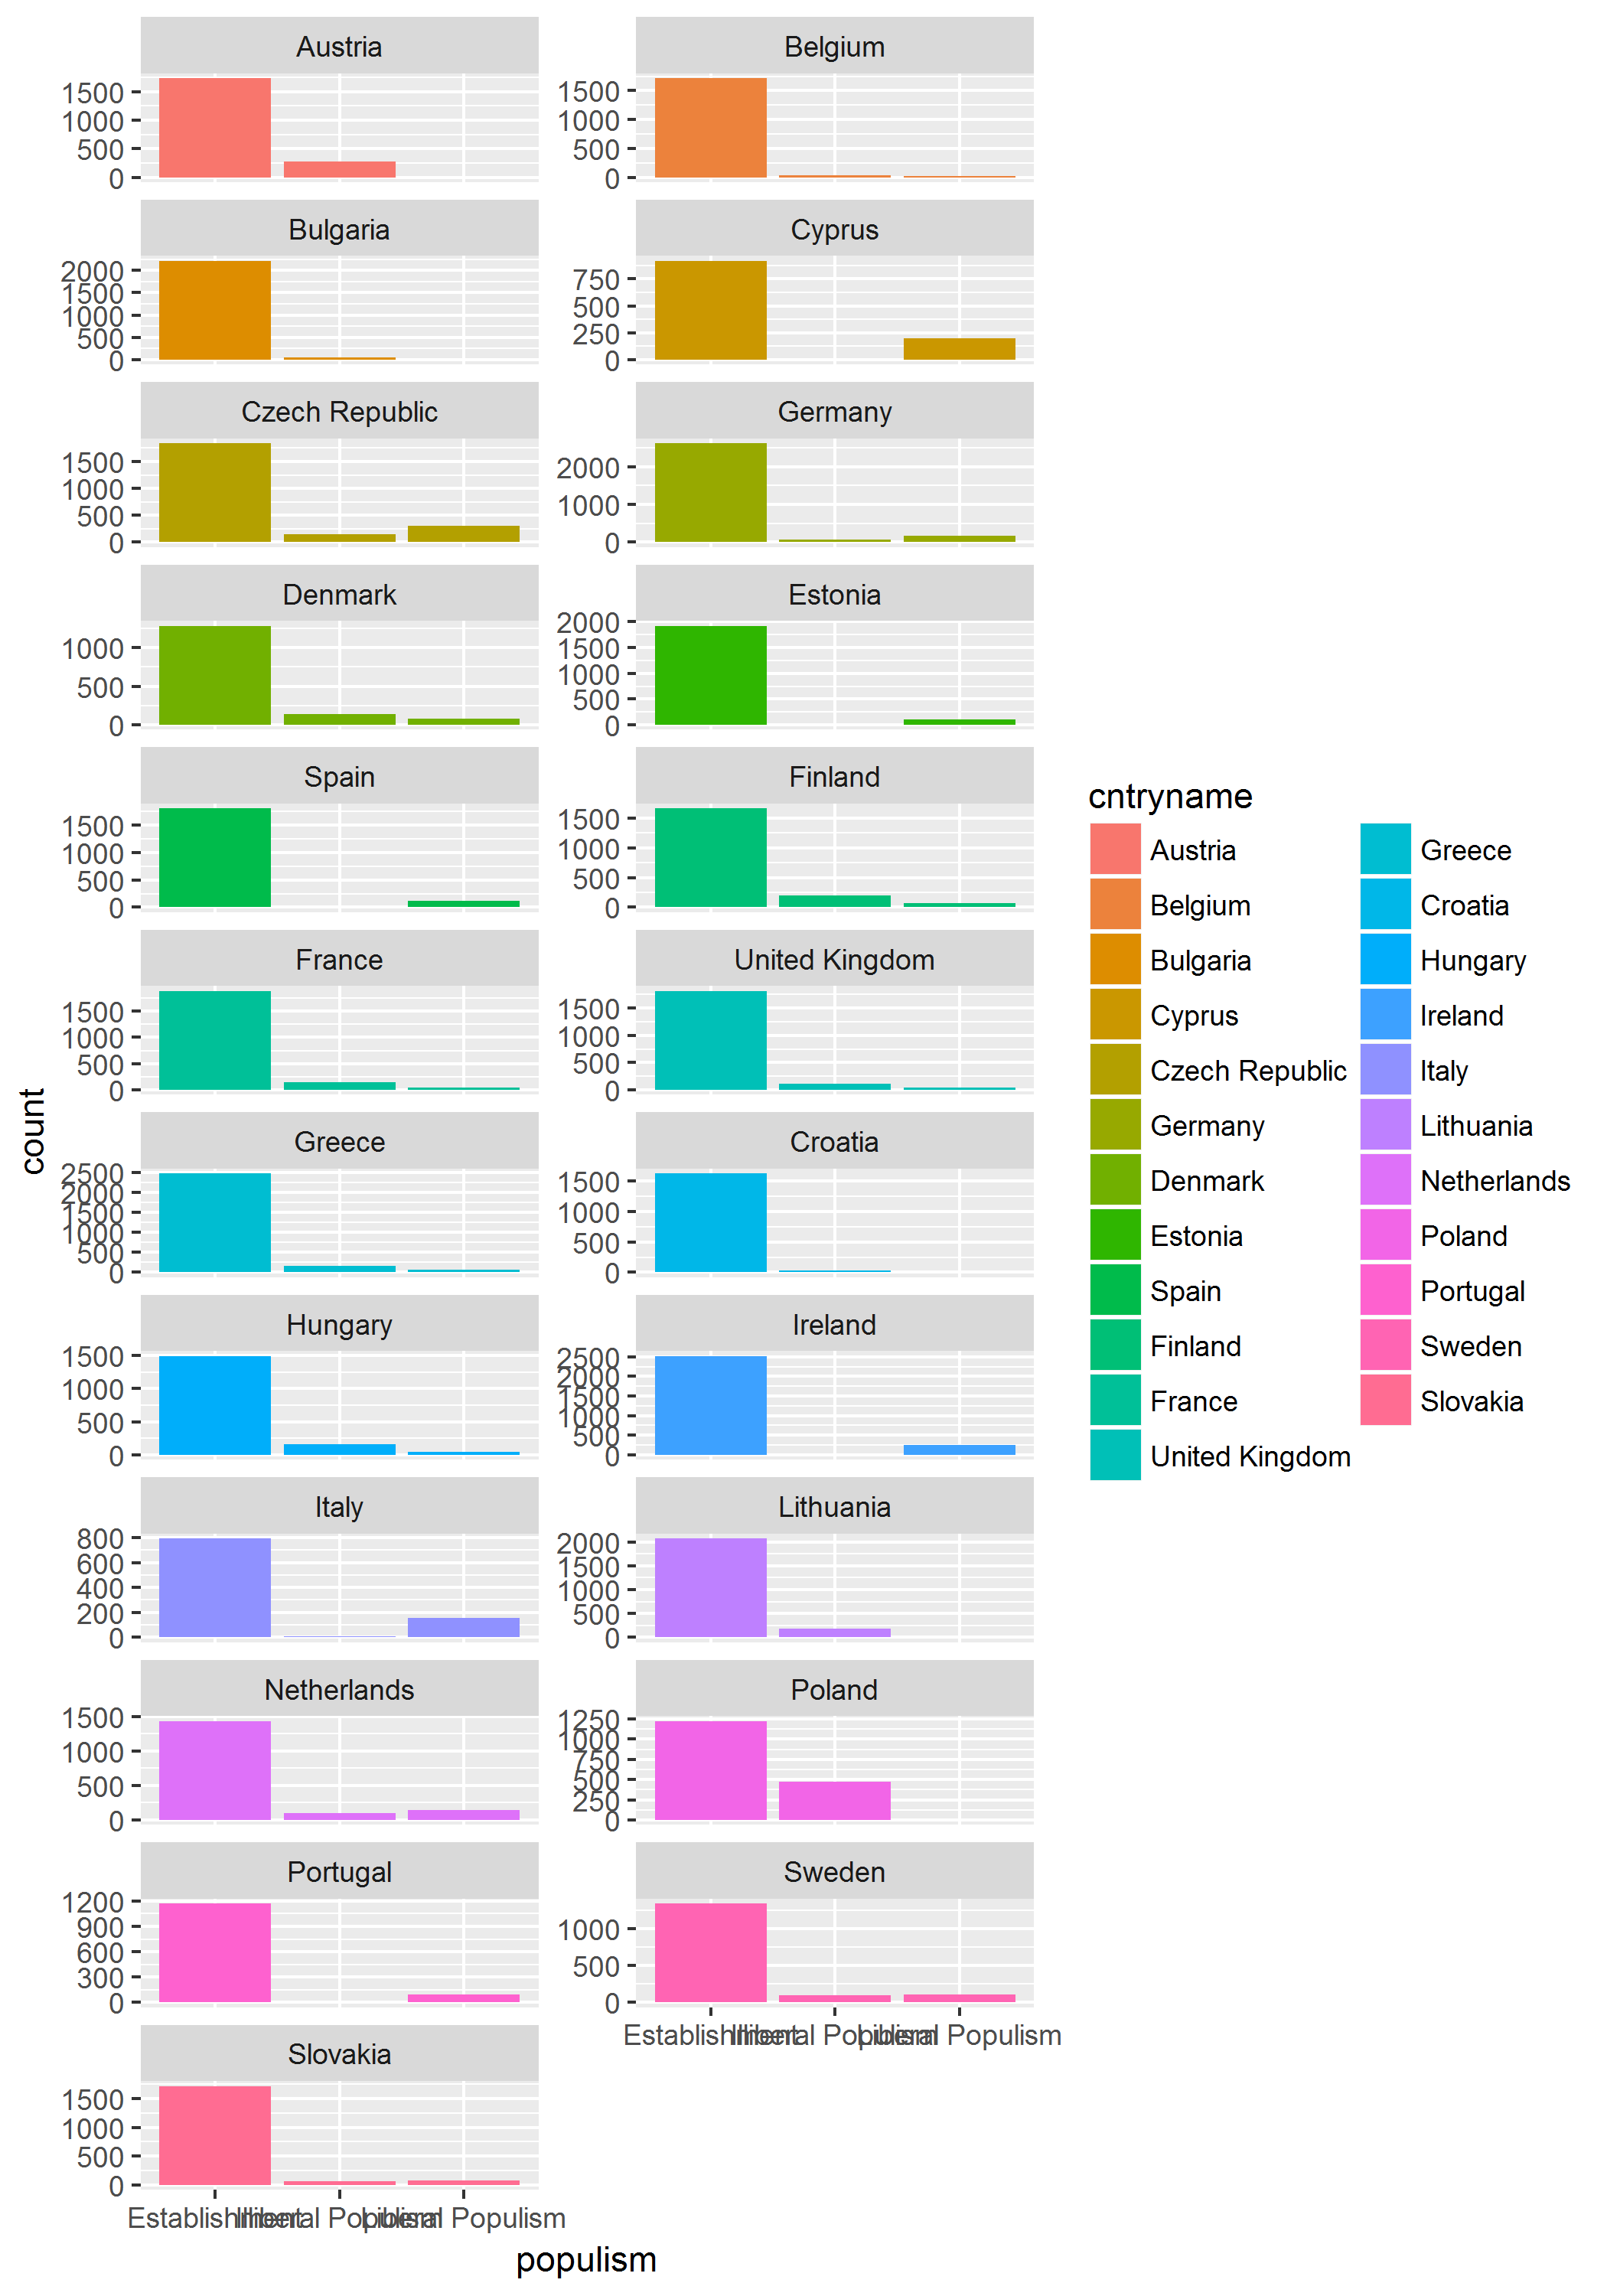 Austria
Belgium
1500
1000
500
0
1500
1000
500
0
Bulgaria
Cyprus
2000
1500
1000
500
0
750
500
250
0
Czech Republic
Germany
1500
1000
500
0
2000
1000
0
Denmark
Estonia
1000
500
0
2000
1500
1000
500
0
Spain
Finland
1500
1000
500
0
1500
1000
500
0
France
United Kingdom
1500
1000
500
0
1500
1000
500
0
Greece
Croatia
2500
2000
1500
1000
500
0
1500
1000
500
0
Hungary
Ireland
1500
1000
500
0
2500
2000
1500
1000
500
0
Italy
Lithuania
800
600
400
200
0
2000
1500
1000
500
0
Netherlands
Poland
1500
1000
500
0
1250
1000
750
500
250
0
Portugal
Sweden
1200
900
600
300
0
1000
500
0
Establishment
Illiberal Populism
Liberal Populism
Slovakia
1500
1000
500
0
Establishment
Illiberal Populism
Liberal Populism
populism
count
cntryname
Austria
Belgium
Bulgaria
Cyprus
Czech Republic
Germany
Denmark
Estonia
Spain
Finland
France
United Kingdom
Greece
Croatia
Hungary
Ireland
Italy
Lithuania
Netherlands
Poland
Portugal
Sweden
Slovakia